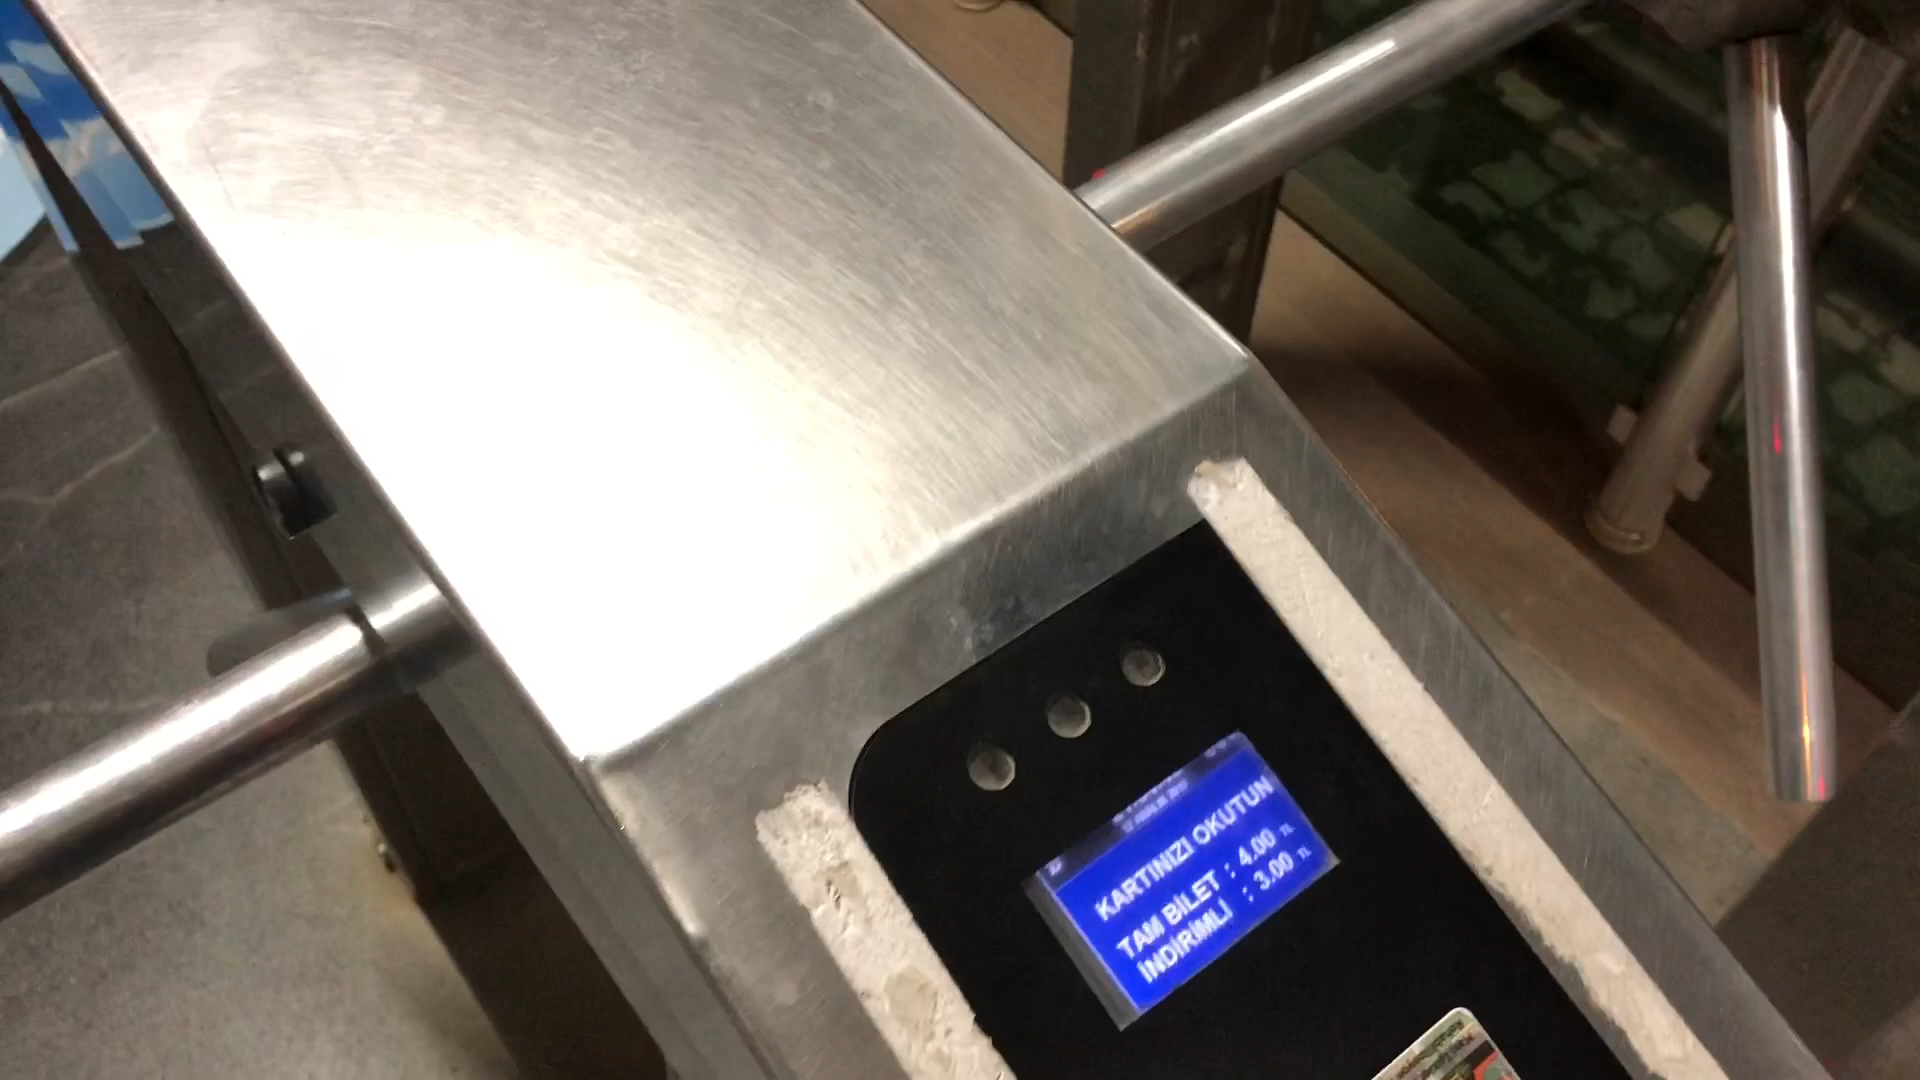 KARTINIZI OKUTUN
TAM BİLET : 4.00 TL
İNDİRİMLİ : 3.00 TL